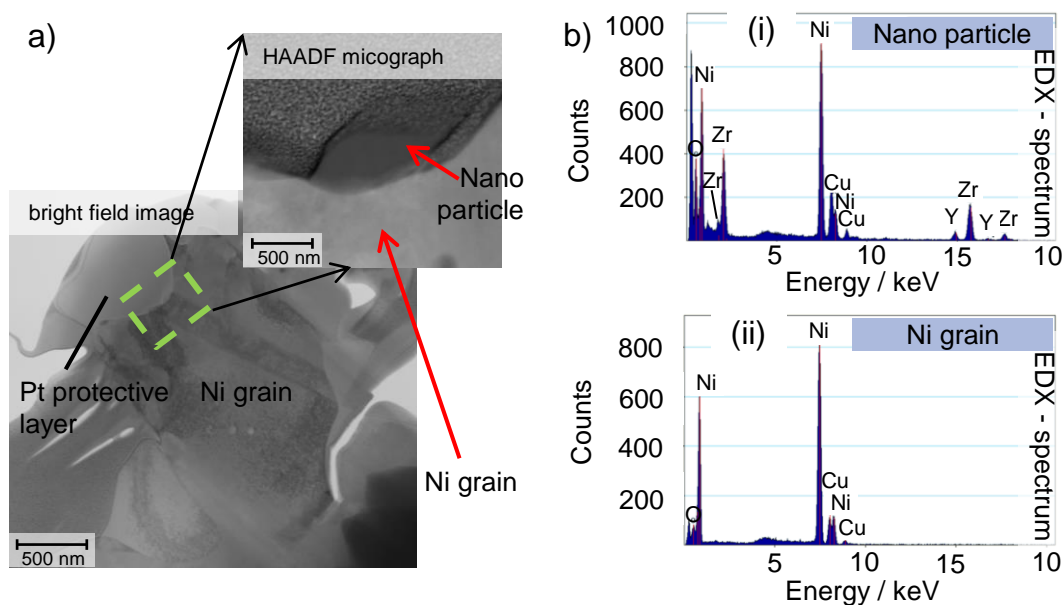 a)
HAADF micograph
Nano
particle
500 nm
bright field image
Pt protective
layer
Ni grain
Ni grain
500 nm
b)
(i)
Nano particle
EDX - spectrum
Counts
1000
800
600
400
200
O
Ni
Zr
Zr
Ni
Cu
Ni
Cu
Y
Zr
Y
Zr
5
10
15
10
Energy / keV
(ii)
Ni grain
EDX - spectrum
Counts
800
600
400
200
O
Ni
Ni
Cu
Ni
Cu
5
10
15
10
Energy / keV